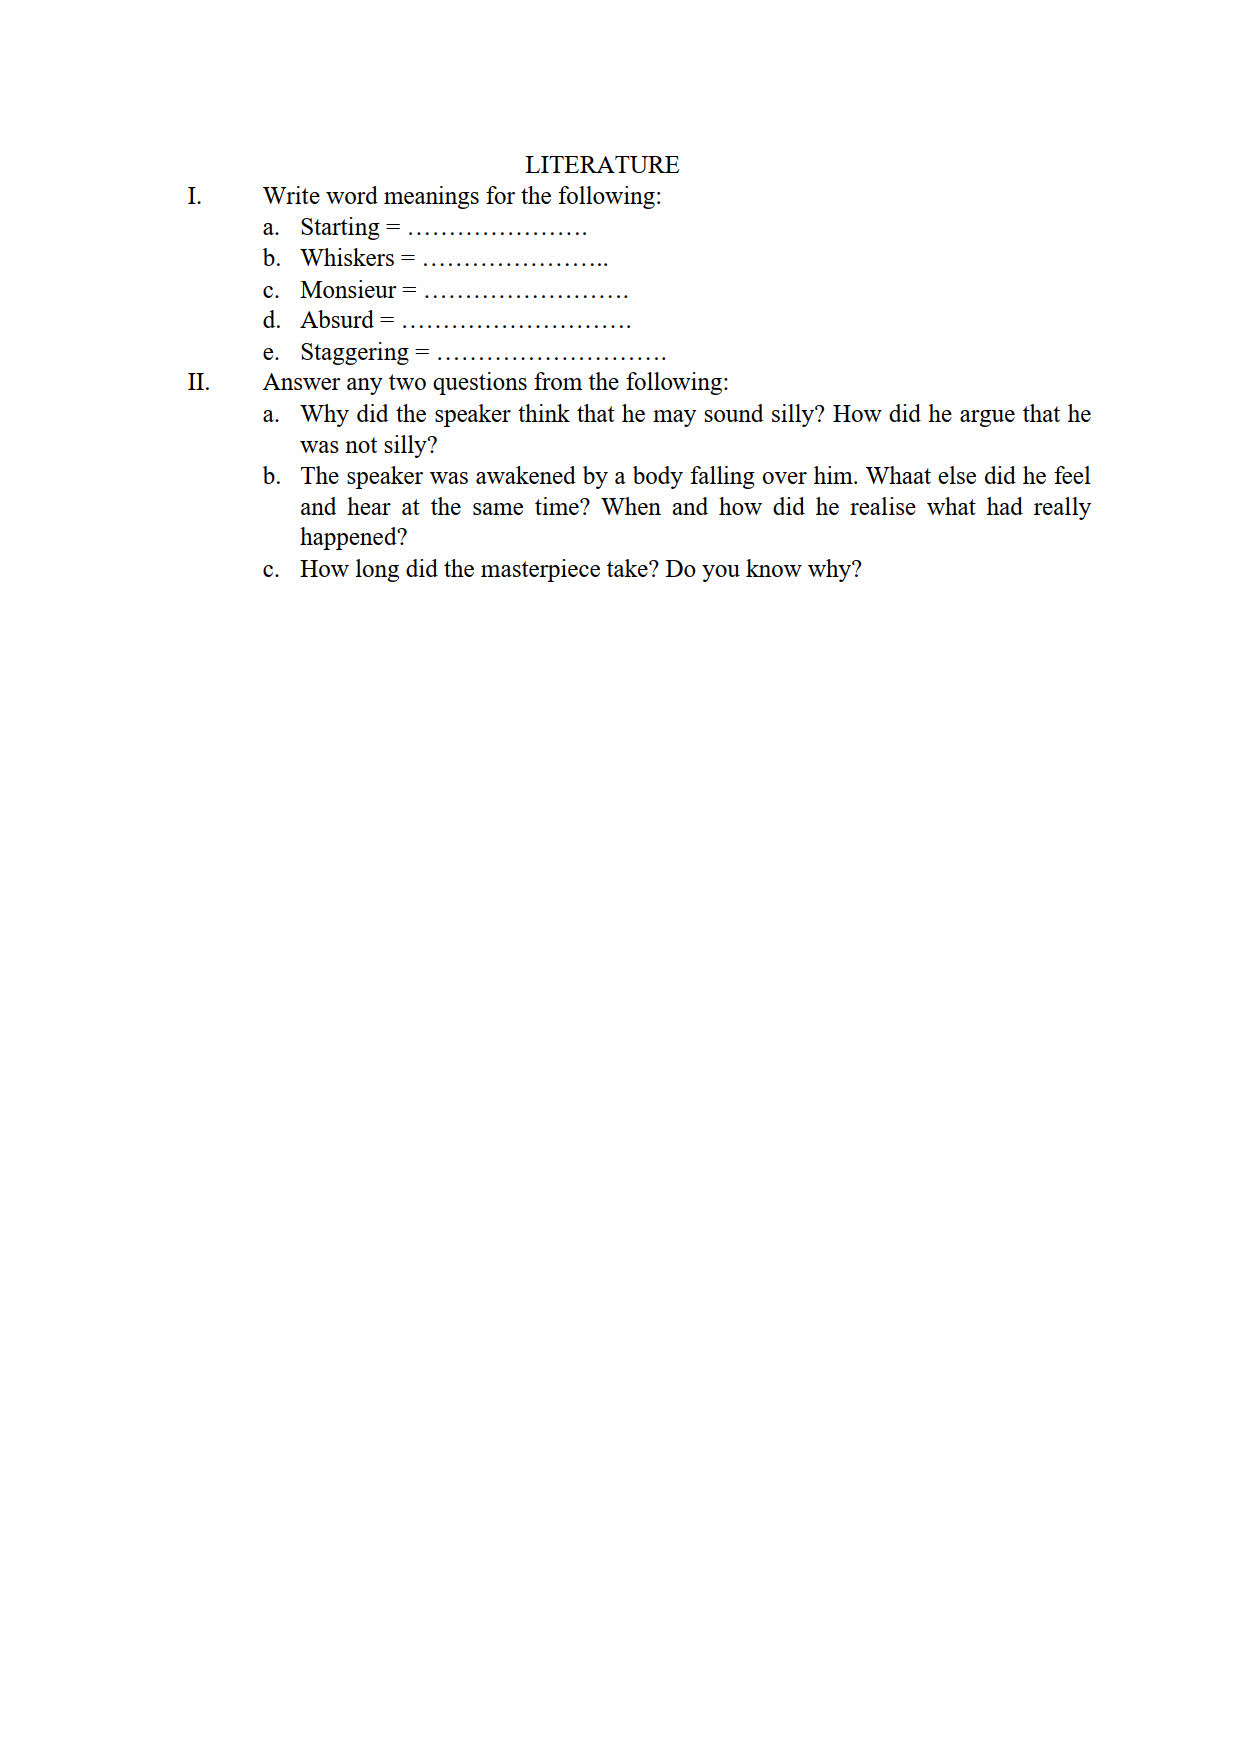 LITERATURE
I. Write word meanings for the following:
a. Starting = ………………….
b. Whiskers = …………………..
c. Monsieur = …………………….
d. Absurd = ……………………….
e. Staggering = ……………………….
II. Answer any two questions from the following:
a. Why did the speaker think that he may sound silly? How did he argue that he
was not silly?
b. The speaker was awakened by a body falling over him. Whaat else did he feel
and hear at the same time? When and how did he realise what had really
happened?
c. How long did the masterpiece take? Do you know why?